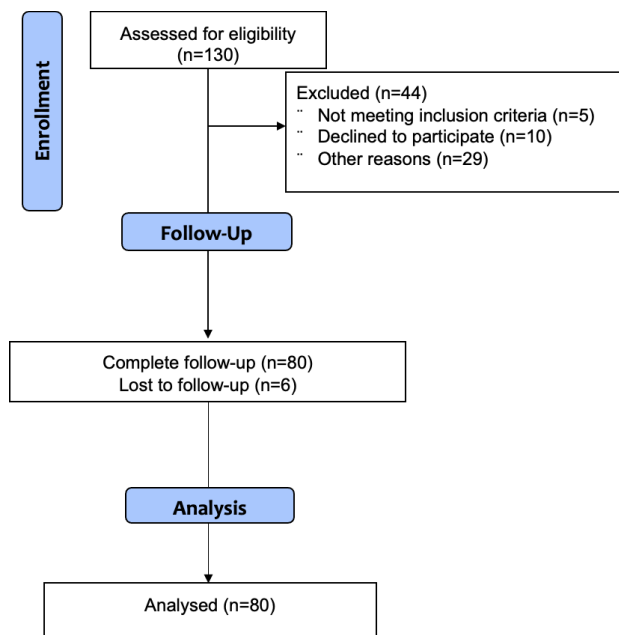 Assessed for eligibility
(n=130)
Enrollment
Excluded (n=44)
¨ Not meeting inclusion criteria (n=5)
¨ Declined to participate (n=10)
¨ Other reasons (n=29)
Follow-Up
Complete follow-up (n=80)
Lost to follow-up (n=6)
Analysis
Analysed (n=80)